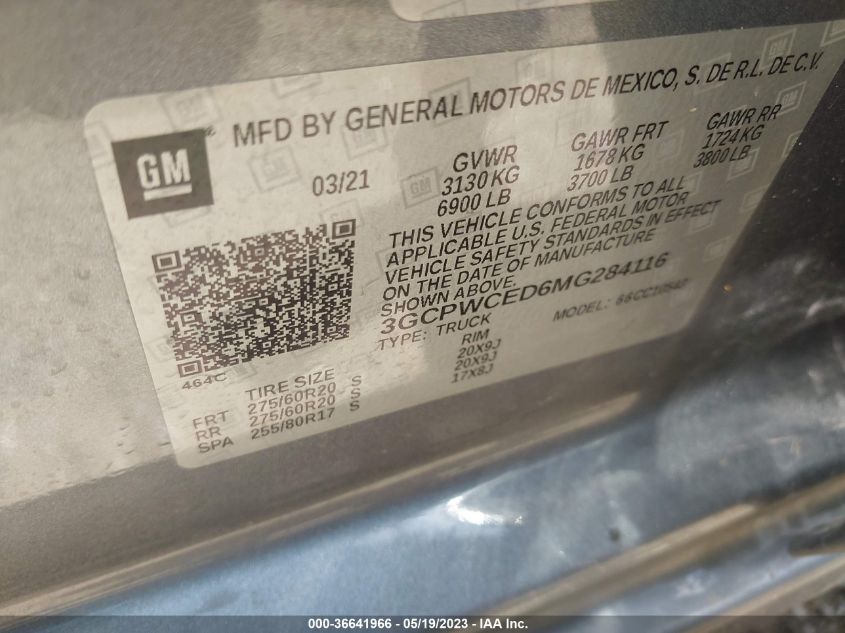 MFD BY GENERAL MOTORS DE MEXICO, S. DE R.L. DE C.V.
GM
03/21
GVWR GAWR FRT GAWR RR
3130 KG 1678 KG 1724 KG
6900 LB 3700 LB 3800 LB
THIS VEHICLE CONFORMS TO ALL
APPLICABLE U.S. FEDERAL MOTOR
VEHICLE SAFETY STANDARDS IN EFFECT
ON THE DATE OF MANUFACTURE
SHOWN ABOVE.
3GCPWCED6MG284116
TYPE: TRUCK MODEL:
464C
TIRE SIZE RIM
FRT 275/60R20 S 20X9J
RR 275/60R20 S 20X9J
SPA 255/80R17 S 17X8J
000-36641966 - 05/19/2023 - IAA Inc.